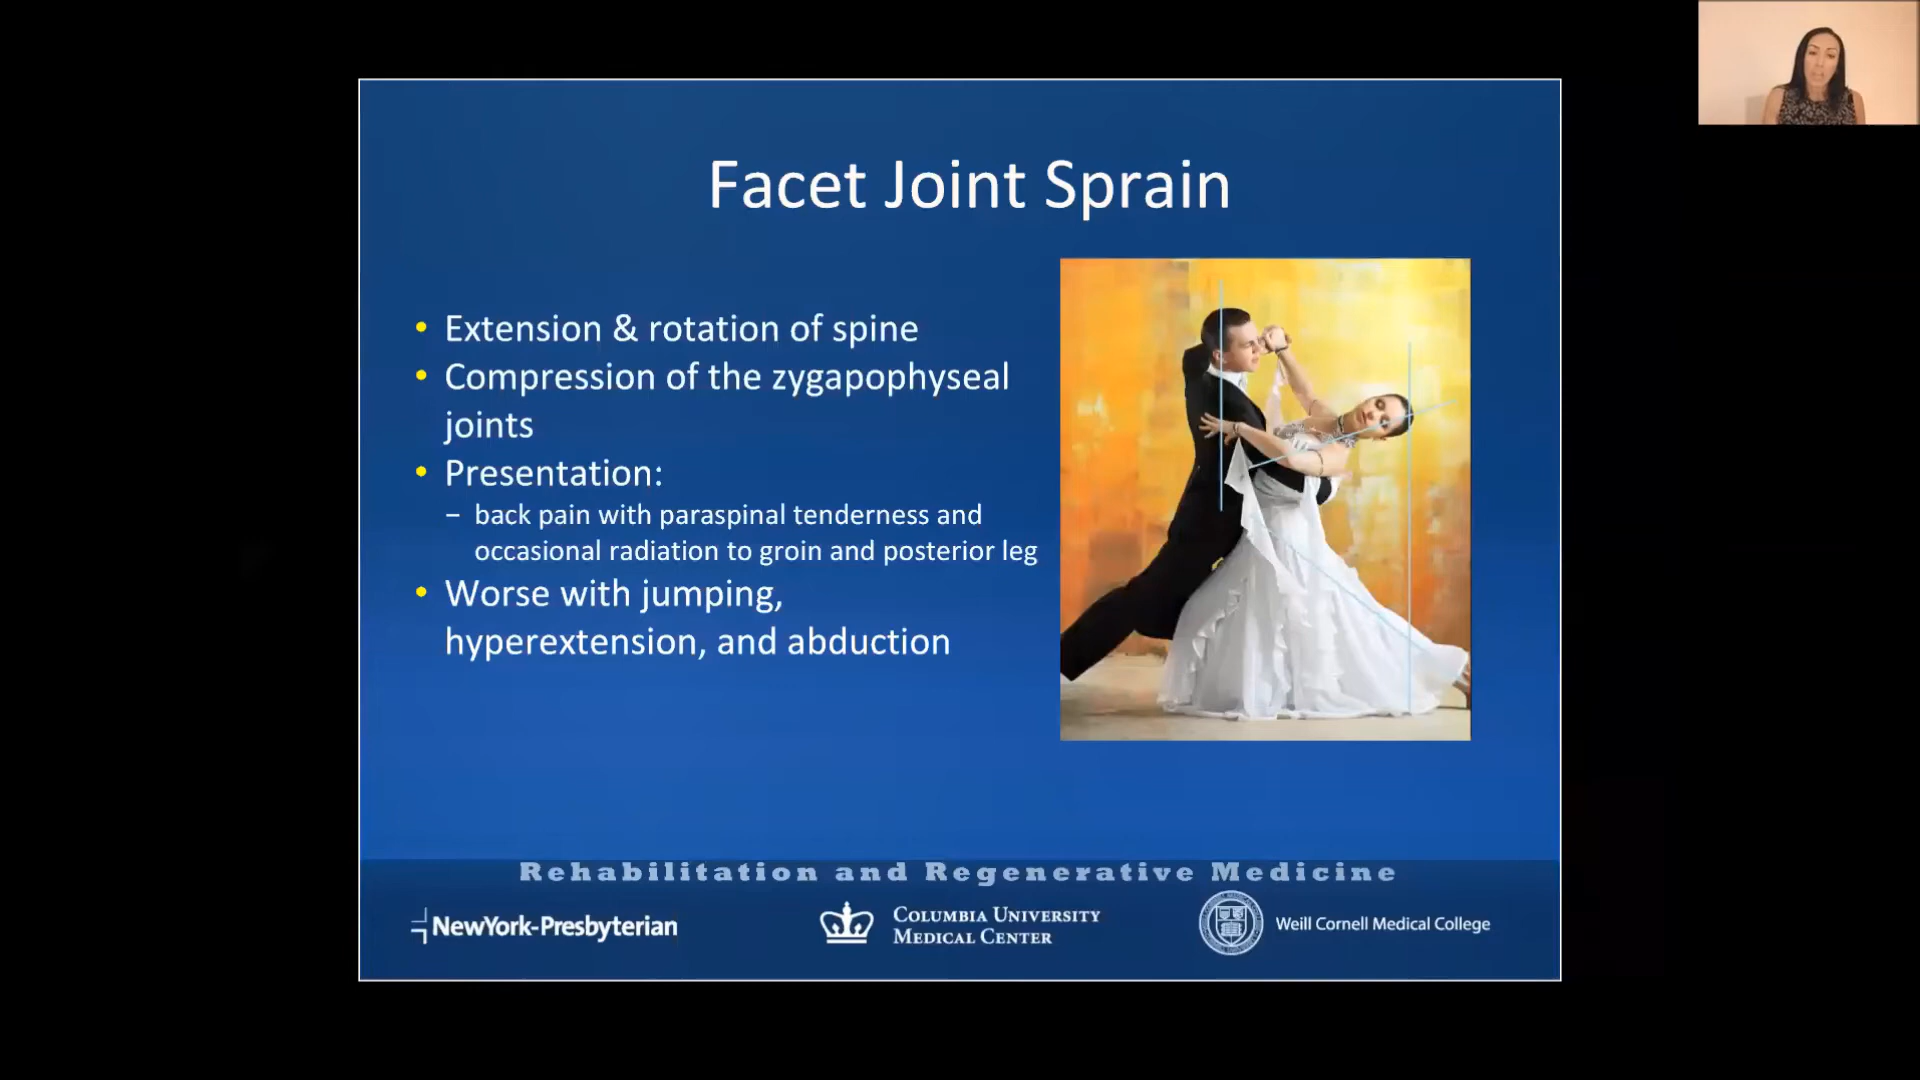 Facet Joint Sprain
• Extension & rotation of spine
• Compression of the zygapophyseal
joints
• Presentation:
– back pain with paraspinal tenderness and
occasional radiation to groin and posterior leg
• Worse with jumping,
hyperextension, and abduction
Rehabilitation and Regenerative Medicine
NewYork-Presbyterian
COLUMBIA UNIVERSITY
MEDICAL CENTER
Weill Cornell Medical College